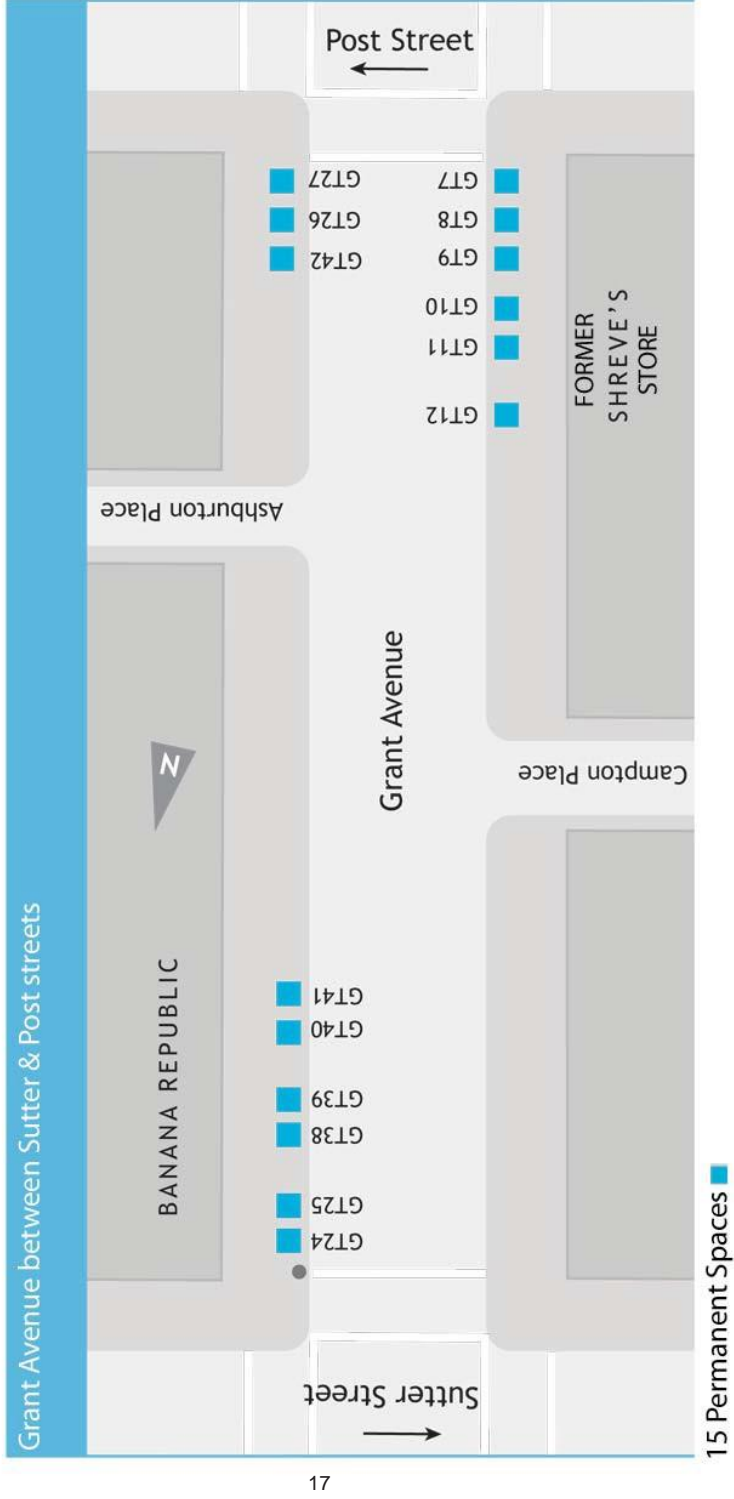 Grant Avenue between Sutter & Post streets
Post Street
GT27
GT26
GT42
GT7
GT8
GT9
GT10
GT11
GT12
FORMER
SHREVE'S
STORE
Ashburton Place
Grant Avenue
Campton Place
N
BANANA REPUBLIC
GT41
GT40
GT39
GT38
GT25
GT24
Sutter Street
15 Permanent Spaces
17